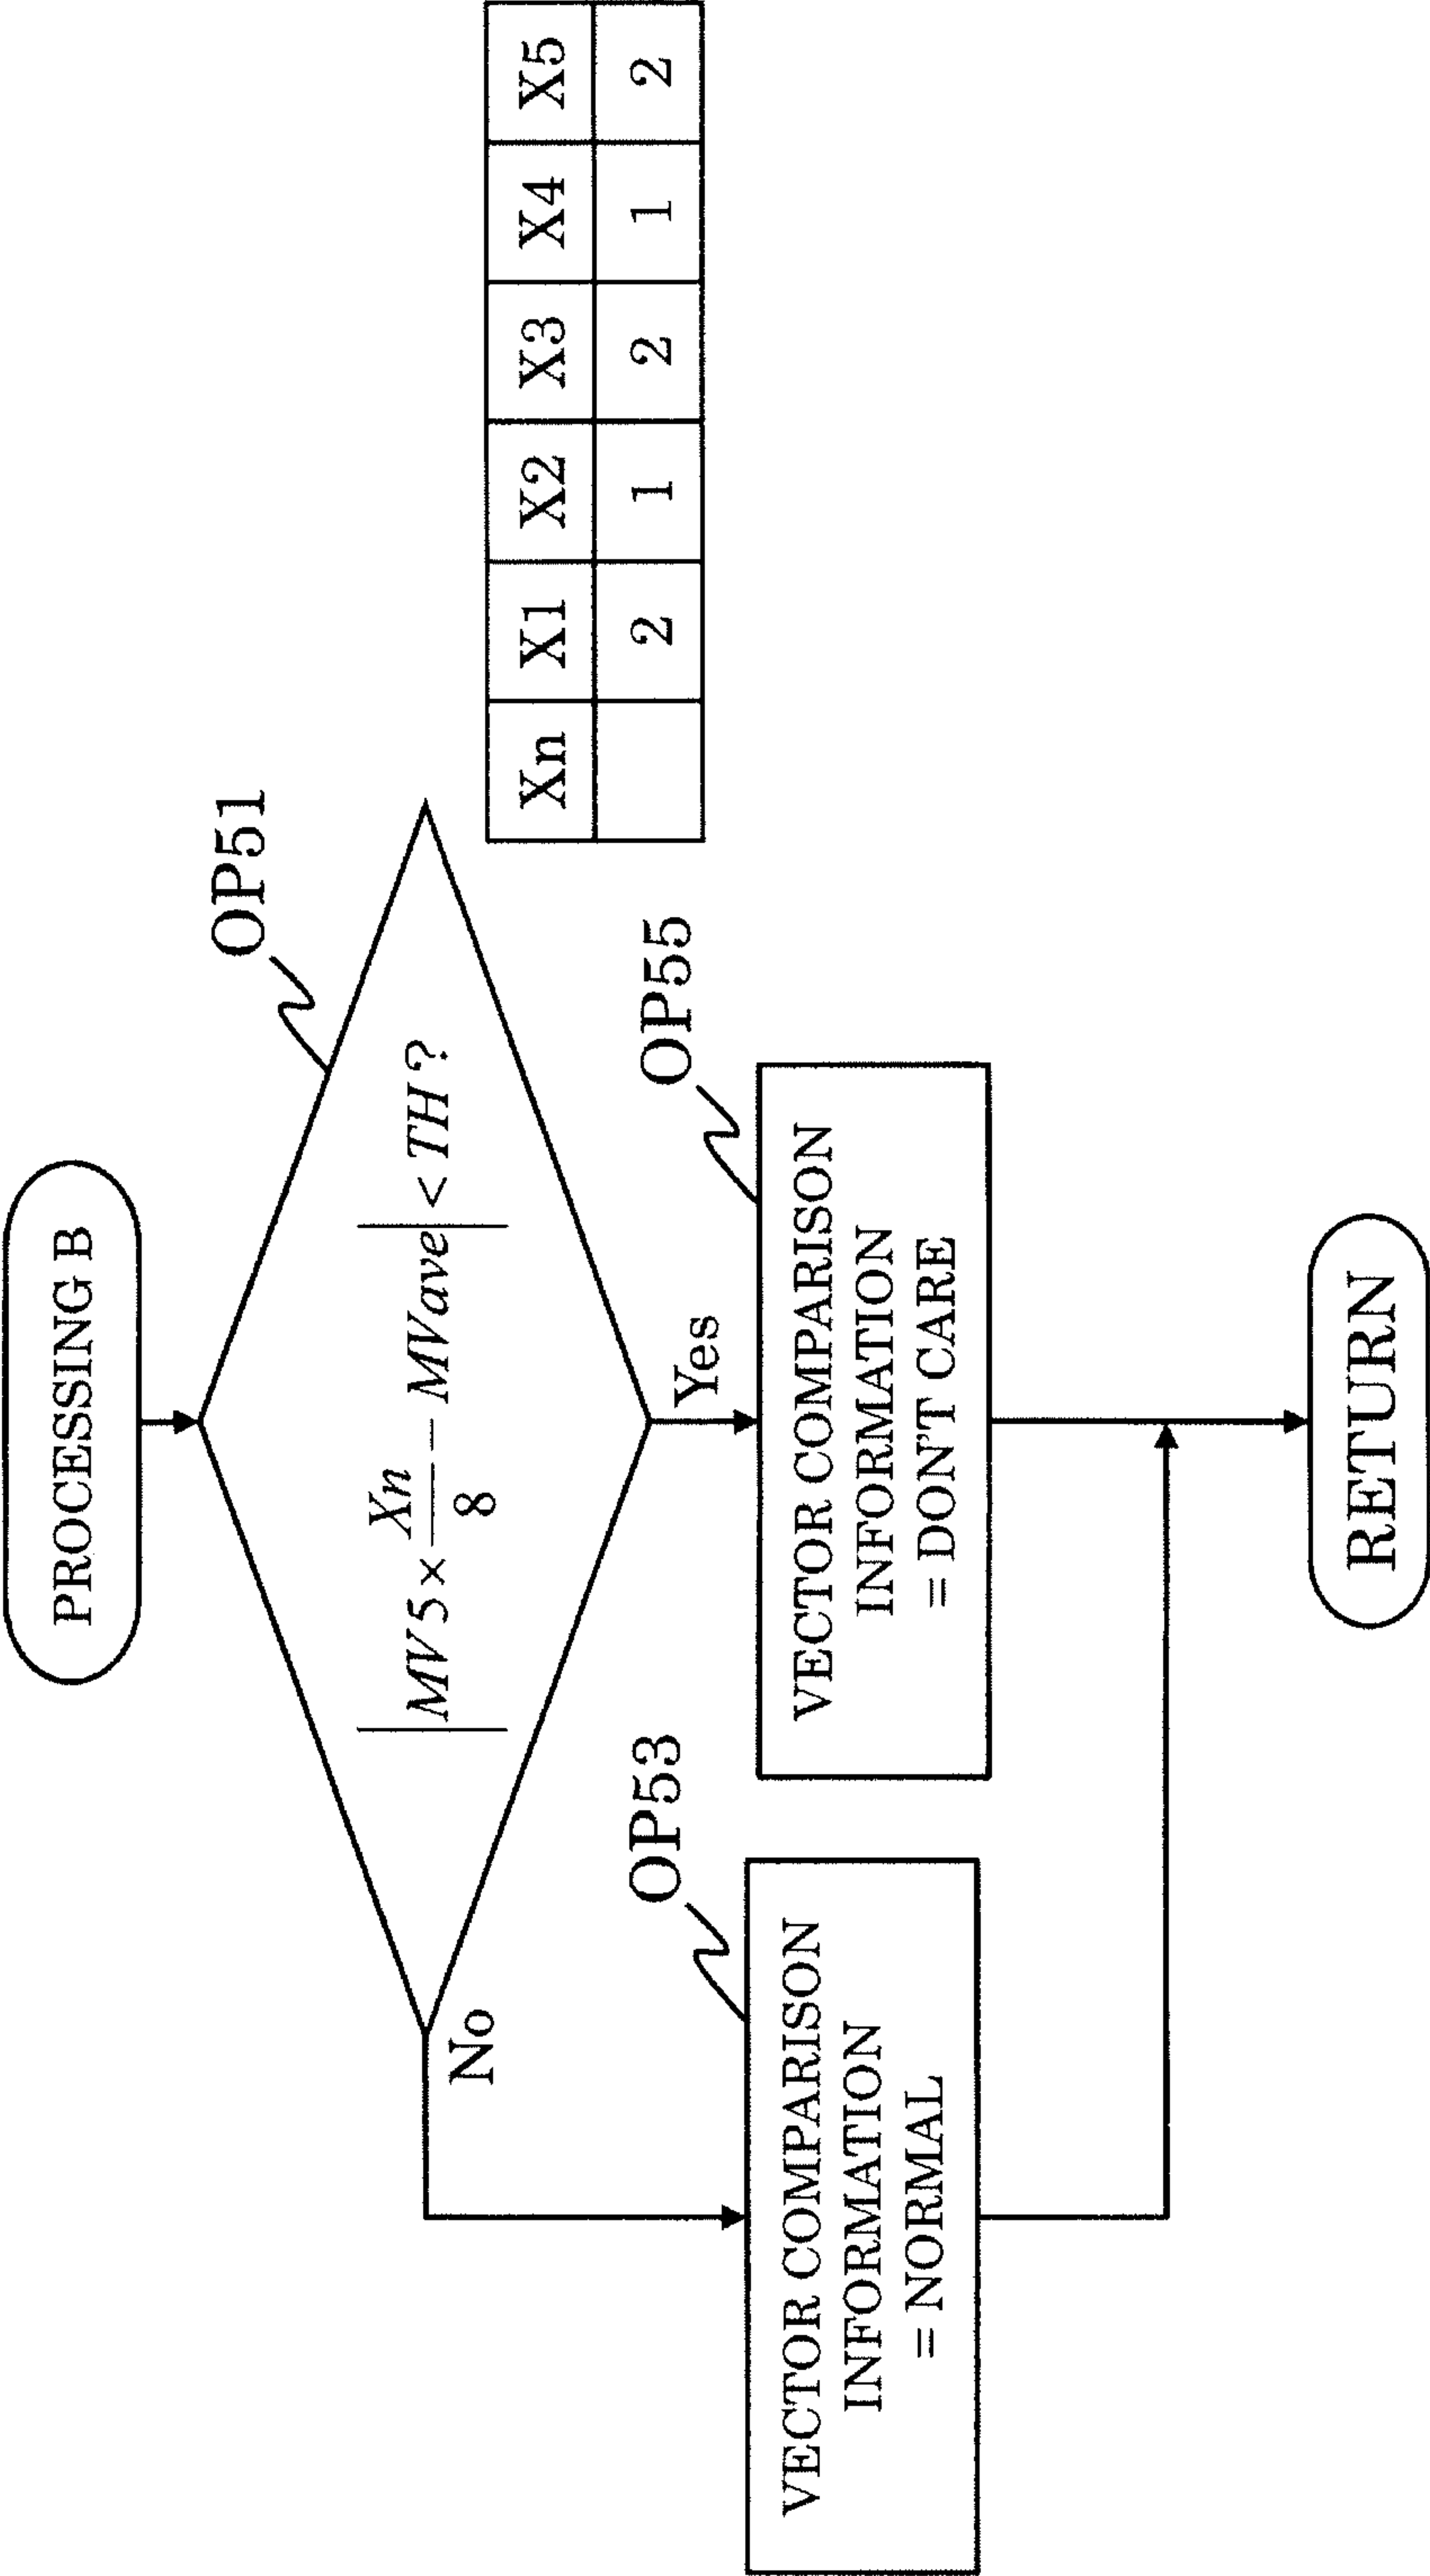 PROCESSING B
OP51
| MV5 × Xn/8 − MVave | < TH?
No
Yes
Xn X1 X2 X3 X4 X5
2 1 2 1 2
OP53
VECTOR COMPARISON
INFORMATION
= NORMAL
OP55
VECTOR COMPARISON
INFORMATION
= DON'T CARE
RETURN